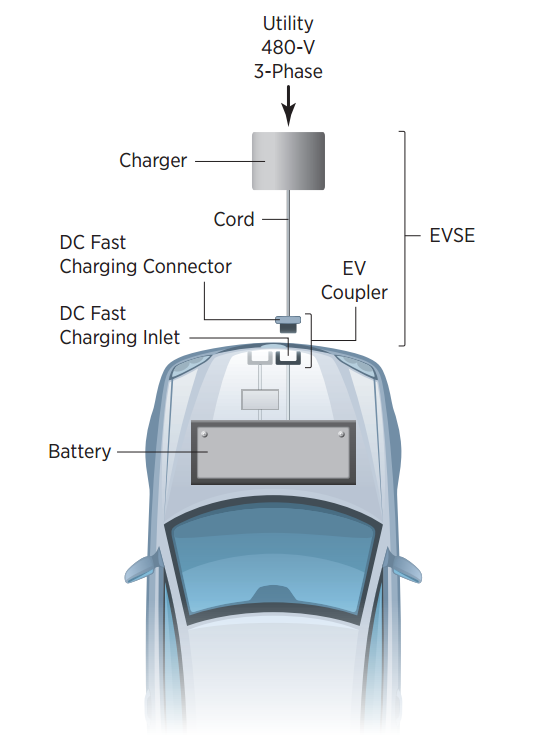 Utility
480-V
3-Phase
Charger
Cord
DC Fast
Charging Connector
EVSE
EV
Coupler
DC Fast
Charging Inlet
Battery